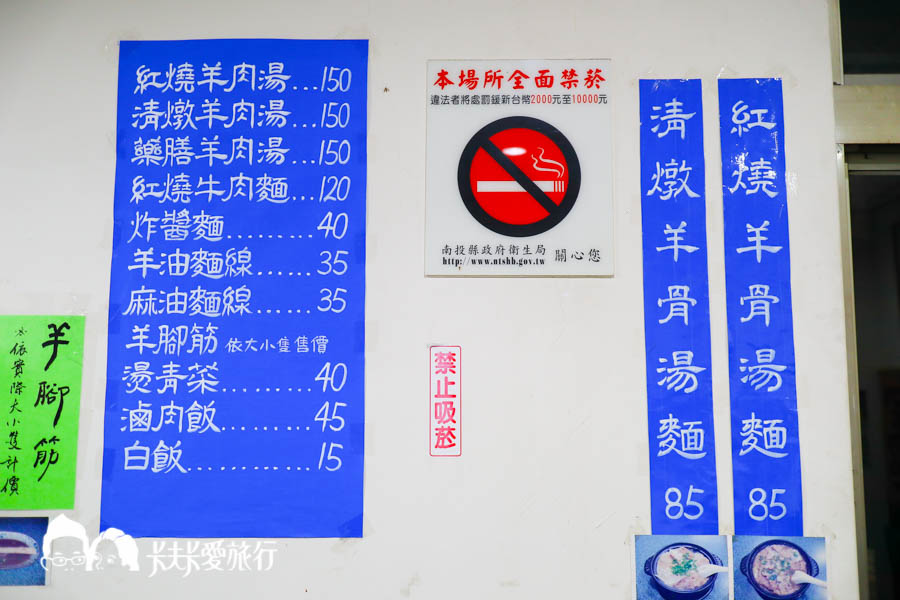 紅燒羊肉湯...150
清燉羊肉湯...150
藥膳羊肉湯...150
紅燒牛肉麵...120
炸醬麵..........40
羊油麵線......35
麻油麵線......35
羊腳筋 依大小隻售價
燙青菜.........40
滷肉飯.........45
白飯............15
羊腳筋
依實際大小隻計價
本場所全面禁菸
違法者將處罰鍰新台幣2000元至10000元
南投縣政府衛生局
http://www.ntshb.gov.tw
關心您
禁止吸菸
清燉羊骨湯麵 85
紅燒羊骨湯麵 85
卡夫卡愛旅行